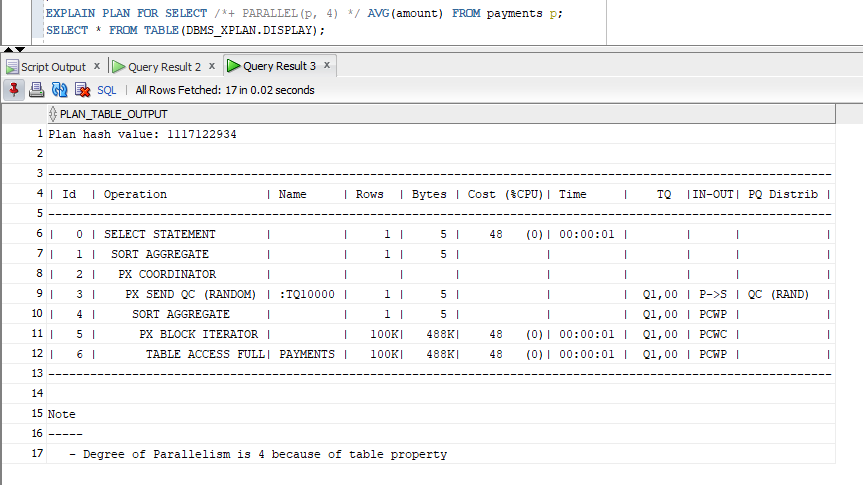 EXPLAIN PLAN FOR SELECT /*+ PARALLEL(p, 4) */ AVG(amount) FROM payments p;
SELECT * FROM TABLE(DBMS_XPLAN.DISPLAY);
Script Output × Query Result 2 × Query Result 3 ×
SQL | All Rows Fetched: 17 in 0.02 seconds
PLAN_TABLE_OUTPUT
1 Plan hash value: 1117122934
2
3 ----------------------------------------------------------------------------------------------------------------
4 | Id  | Operation              | Name     | Rows  | Bytes | Cost (%CPU)| Time     |    TQ  |IN-OUT| PQ Distrib |
5 ----------------------------------------------------------------------------------------------------------------
6 |   0 | SELECT STATEMENT       |          |     1 |     5 |    48   (0)| 00:00:01 |        |      |            |
7 |   1 |  SORT AGGREGATE        |          |     1 |     5 |            |          |        |      |            |
8 |   2 |   PX COORDINATOR       |          |       |       |            |          |        |      |            |
9 |   3 |    PX SEND QC (RANDOM) | :TQ10000 |     1 |     5 |            |          |  Q1,00 | P->S | QC (RAND)  |
10 |   4 |     SORT AGGREGATE     |          |     1 |     5 |            |          |  Q1,00 | PCWP |            |
11 |   5 |      PX BLOCK ITERATOR |          |   100K|   488K|    48   (0)| 00:00:01 |  Q1,00 | PCWC |            |
12 |   6 |       TABLE ACCESS FULL| PAYMENTS |   100K|   488K|    48   (0)| 00:00:01 |  Q1,00 | PCWP |            |
13 ----------------------------------------------------------------------------------------------------------------
14
15 Note
16 -----
17    - Degree of Parallelism is 4 because of table property